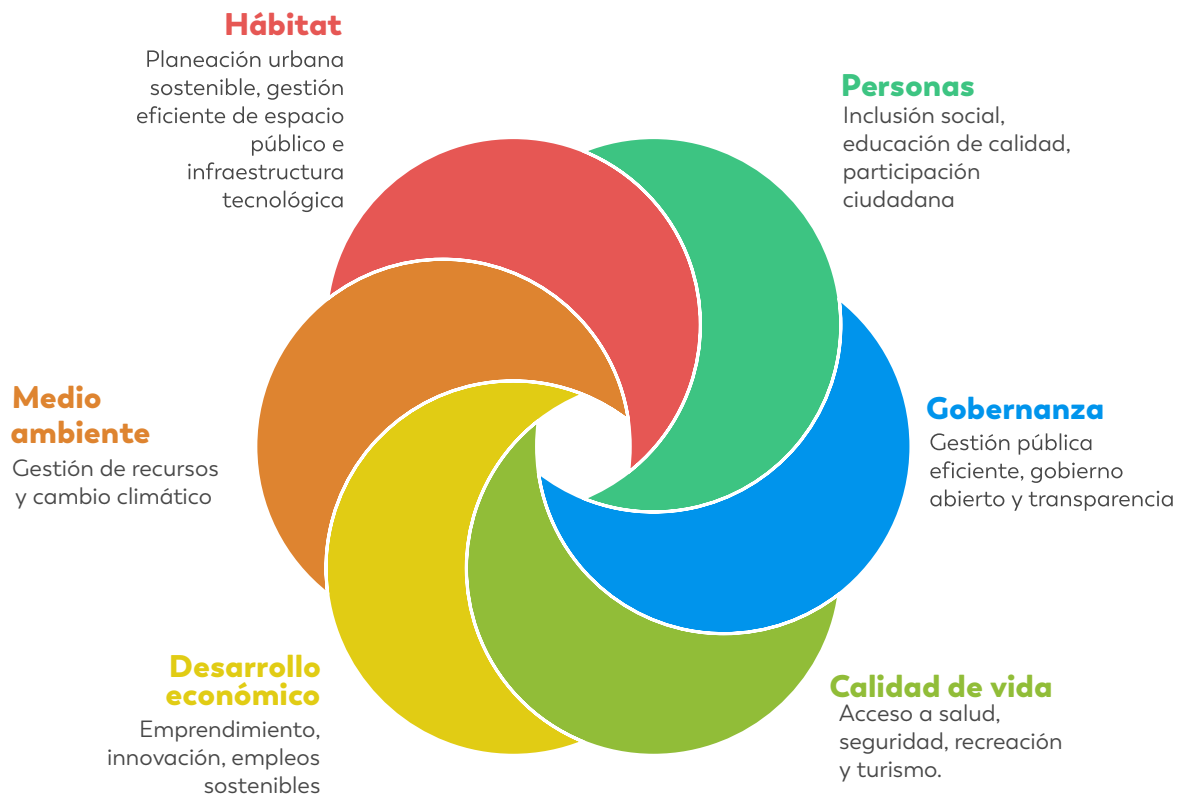 Hábitat
Planeación urbana
sostenible, gestión
eficiente de espacio
público e
infraestructura
tecnológica
Personas
Inclusión social,
educación de calidad,
participación
ciudadana
Medio
ambiente
Gestión de recursos
y cambio climático
Gobernanza
Gestión pública
eficiente, gobierno
abierto y transparencia
Desarrollo
económico
Emprendimiento,
innovación, empleos
sostenibles
Calidad de vida
Acceso a salud,
seguridad, recreación
y turismo.